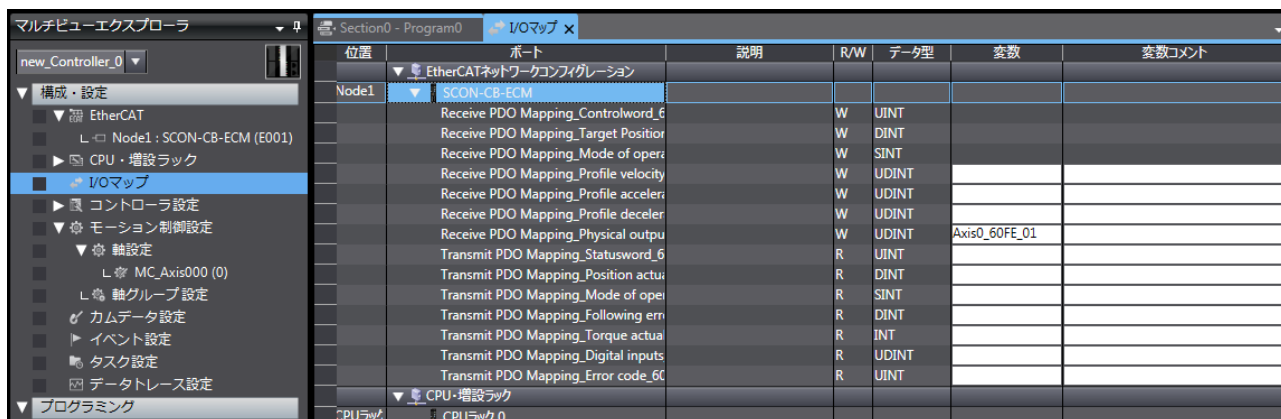 マルチビューエクスプローラ
new_Controller_0
構成・設定
EtherCAT
Node1 : SCON-CB-ECM (E001)
CPU・増設ラック
I/Oマップ
コントローラ設定
モーション制御設定
軸設定
MC_Axis000 (0)
軸グループ設定
カムデータ設定
イベント設定
タスク設定
データトレース設定
プログラミング
Section0 - Program0 I/Oマップ
位置 ポート 説明 R/W データ型 変数 変数コメント
EtherCATネットワークコンフィグレーション
Node1 SCON-CB-ECM
Receive PDO Mapping_Controlword_6 W UINT
Receive PDO Mapping_Target Position W DINT
Receive PDO Mapping_Mode of opera W SINT
Receive PDO Mapping_Profile velocity W UDINT
Receive PDO Mapping_Profile accelera W UDINT
Receive PDO Mapping_Profile deceler W UDINT
Receive PDO Mapping_Physical outpu W UDINT Axis0_60FE_01
Transmit PDO Mapping_Statusword_6 R UINT
Transmit PDO Mapping_Position actua R DINT
Transmit PDO Mapping_Mode of oper R SINT
Transmit PDO Mapping_Following erro R DINT
Transmit PDO Mapping_Torque actual R INT
Transmit PDO Mapping_Digital inputs R UDINT
Transmit PDO Mapping_Error code_60 R UINT
CPU・増設ラック
CPUラック CPUラック 0